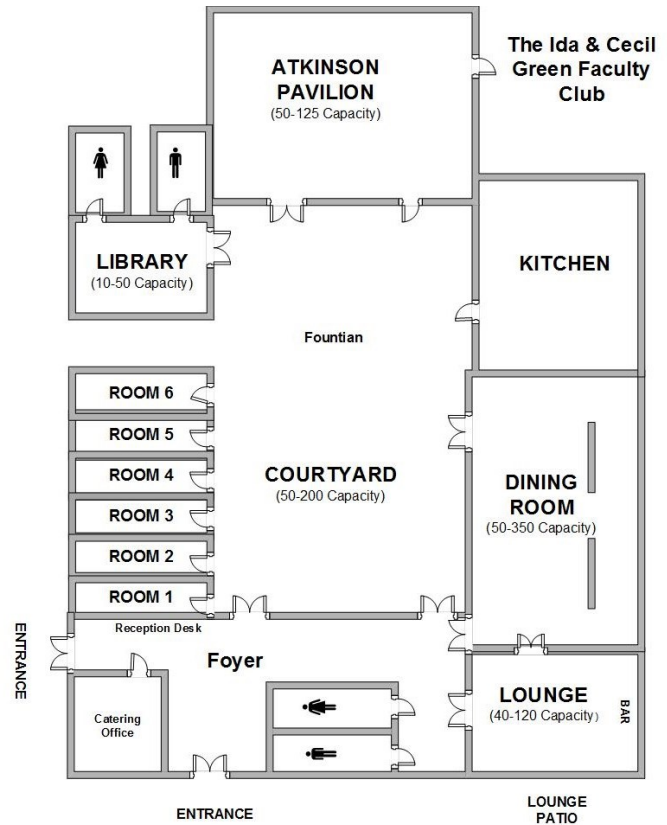 The Ida & Cecil
Green Faculty
Club
ATKINSON
PAVILION
(50-125 Capacity)
LIBRARY
(10-50 Capacity)
KITCHEN
Fountian
ROOM 6
ROOM 5
ROOM 4
ROOM 3
ROOM 2
ROOM 1
COURTYARD
(50-200 Capacity)
DINING
ROOM
(50-350 Capacity)
Reception Desk
Foyer
ENTRANCE
Catering
Office
LOUNGE
(40-120 Capacity)
BAR
ENTRANCE
LOUNGE
PATIO